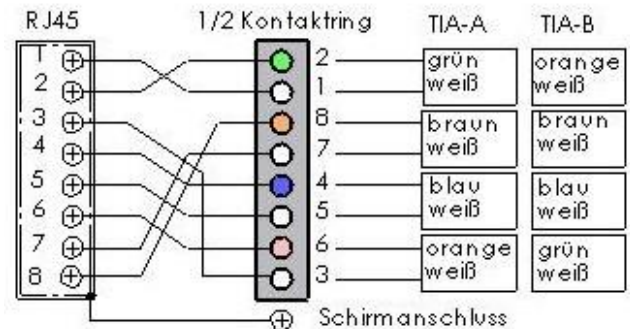 RJ45 1/2 Kontaktring TIA-A TIA-B
1 2 grün orange
2 1 weiß weiß
3 8 braun braun
4 7 weiß weiß
5 4 blau blau
6 5 weiß weiß
7 6 orange grün
8 3 weiß weiß
Schirmanschluss